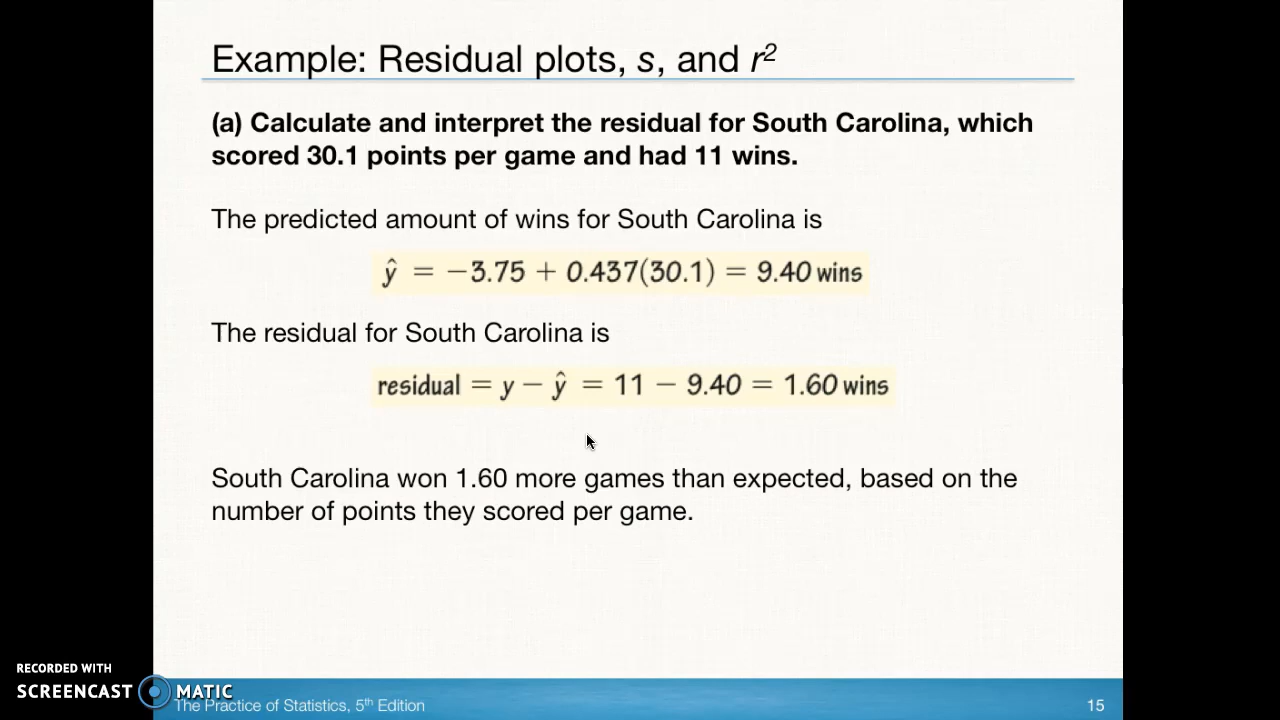 Example: Residual plots, s, and r²
(a) Calculate and interpret the residual for South Carolina, which
scored 30.1 points per game and had 11 wins.
The predicted amount of wins for South Carolina is
ŷ = −3.75 + 0.437(30.1) = 9.40 wins
The residual for South Carolina is
residual = y − ŷ = 11 − 9.40 = 1.60 wins
South Carolina won 1.60 more games than expected, based on the
number of points they scored per game.
RECORDED WITH
SCREENCAST MATIC
The Practice of Statistics, 5th Edition
15